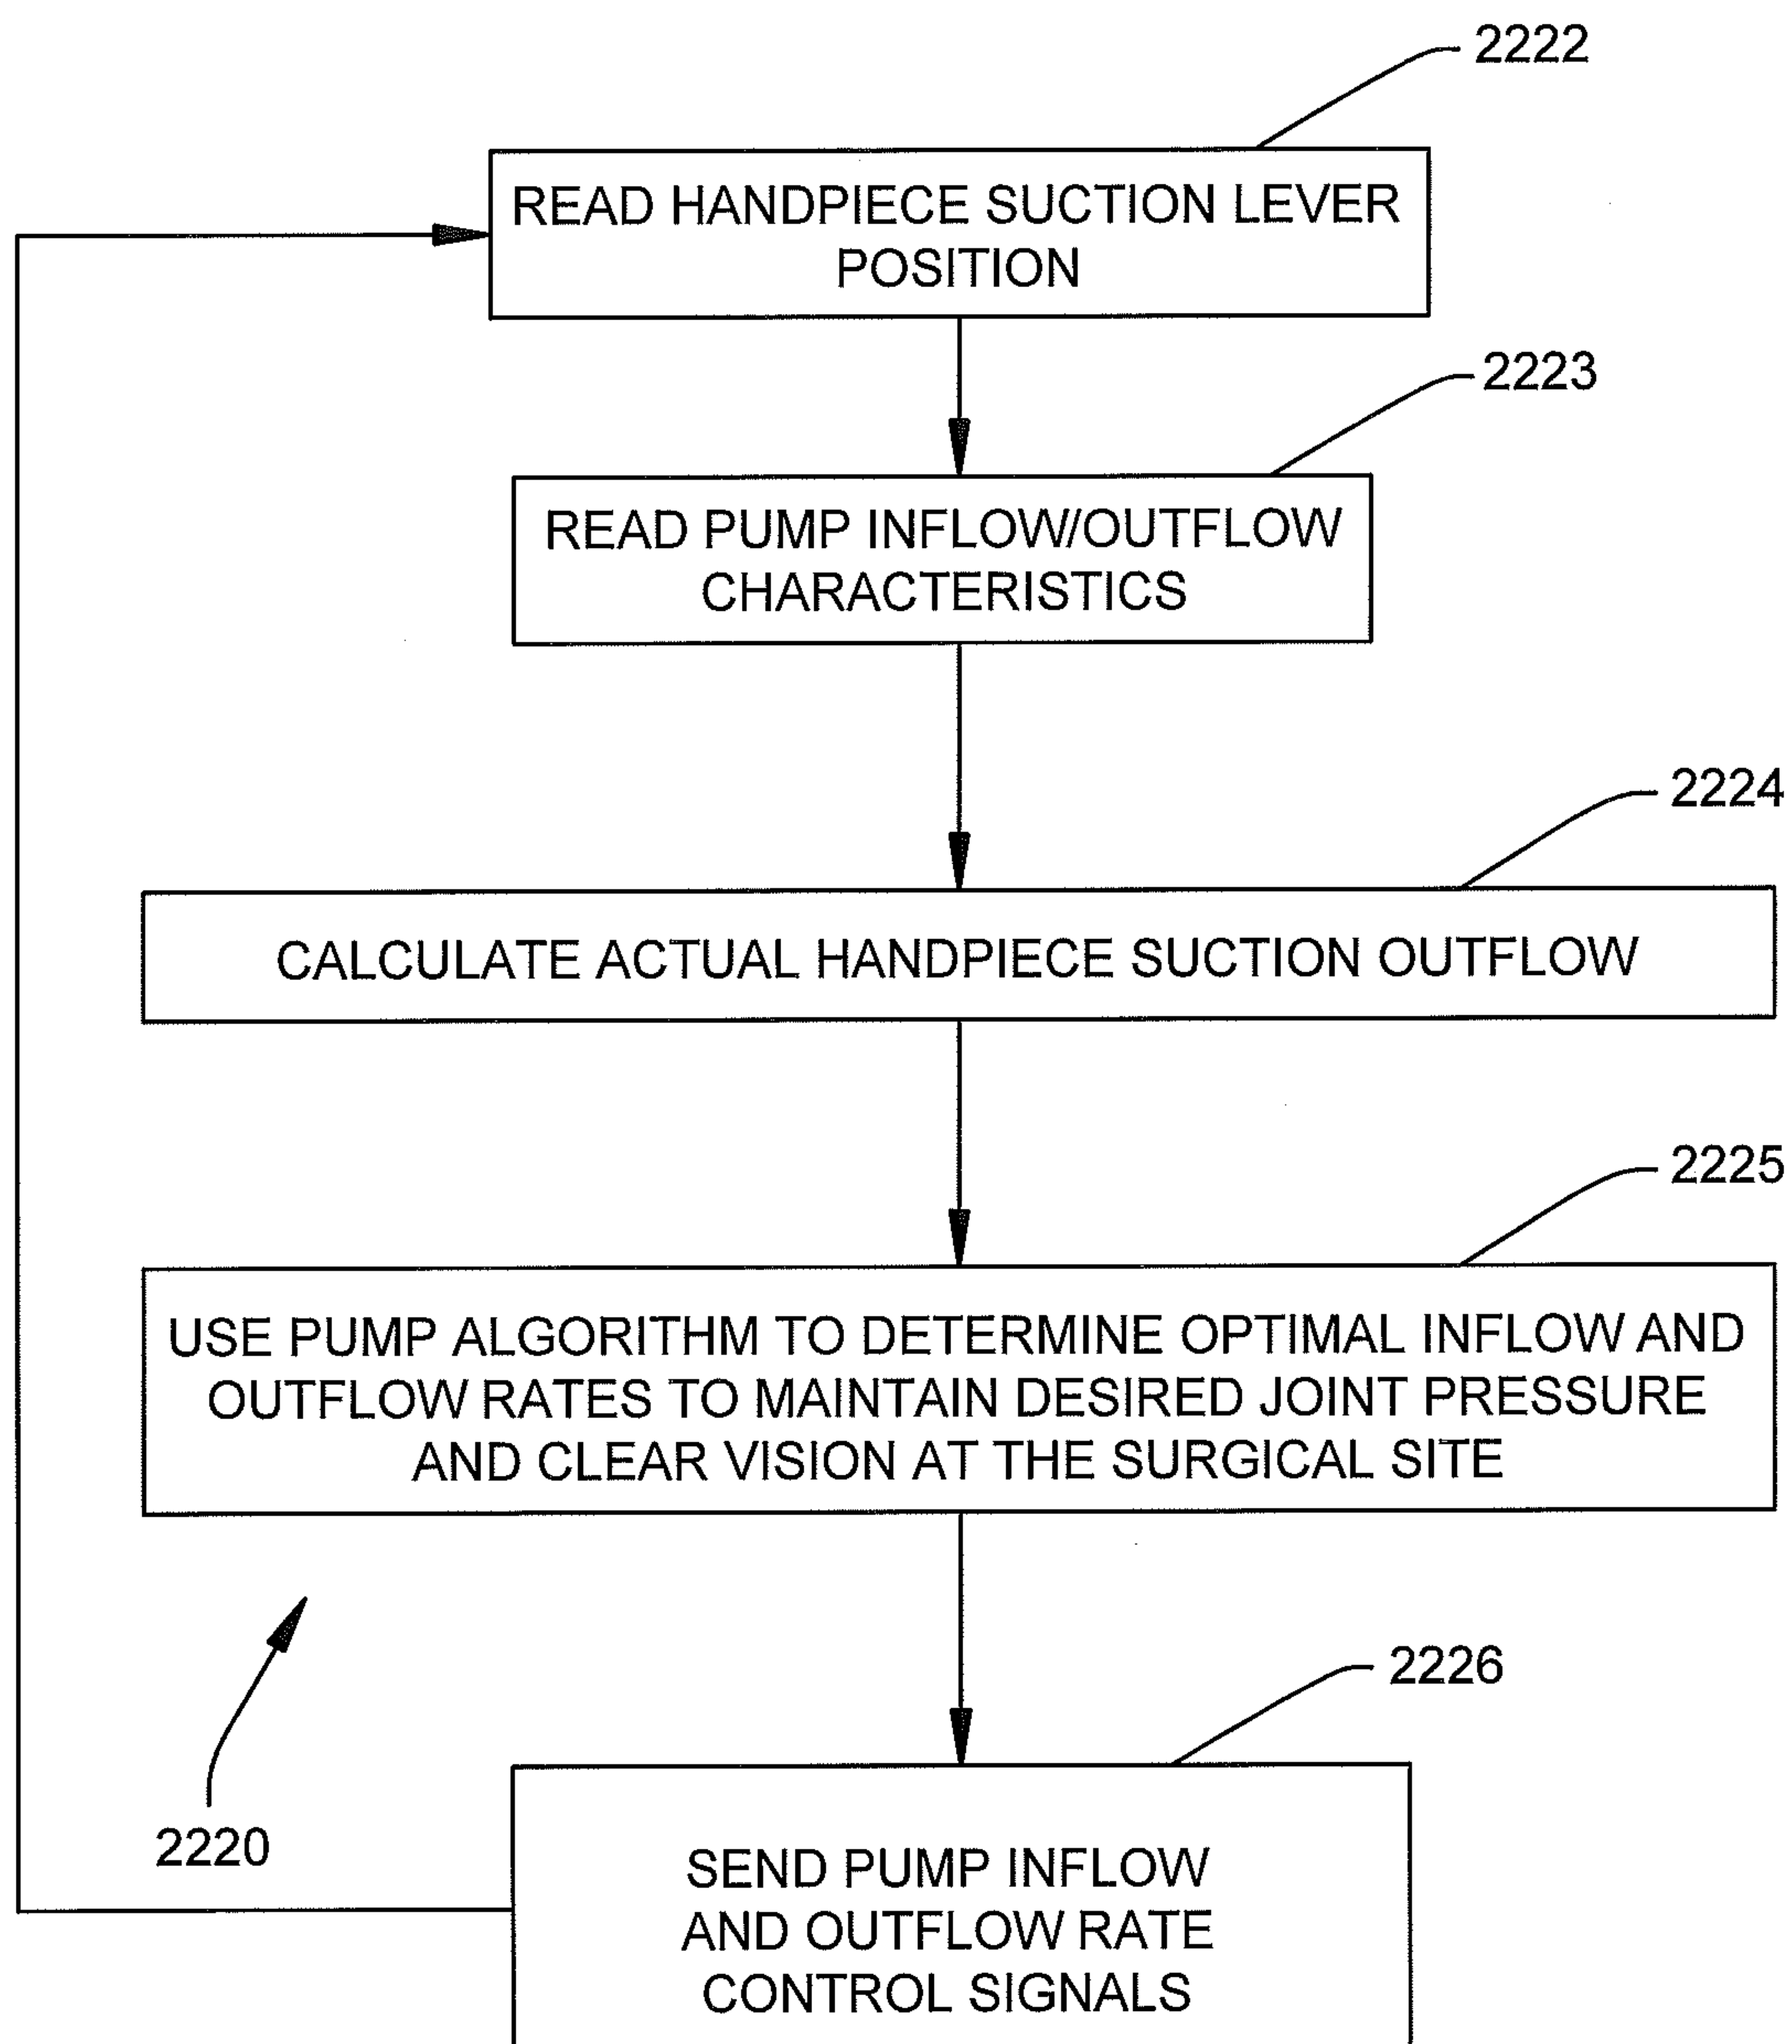 2222
READ HANDPIECE SUCTION LEVER
POSITION
2223
READ PUMP INFLOW/OUTFLOW
CHARACTERISTICS
2224
CALCULATE ACTUAL HANDPIECE SUCTION OUTFLOW
2225
USE PUMP ALGORITHM TO DETERMINE OPTIMAL INFLOW AND
OUTFLOW RATES TO MAINTAIN DESIRED JOINT PRESSURE
AND CLEAR VISION AT THE SURGICAL SITE
2226
2220
SEND PUMP INFLOW
AND OUTFLOW RATE
CONTROL SIGNALS